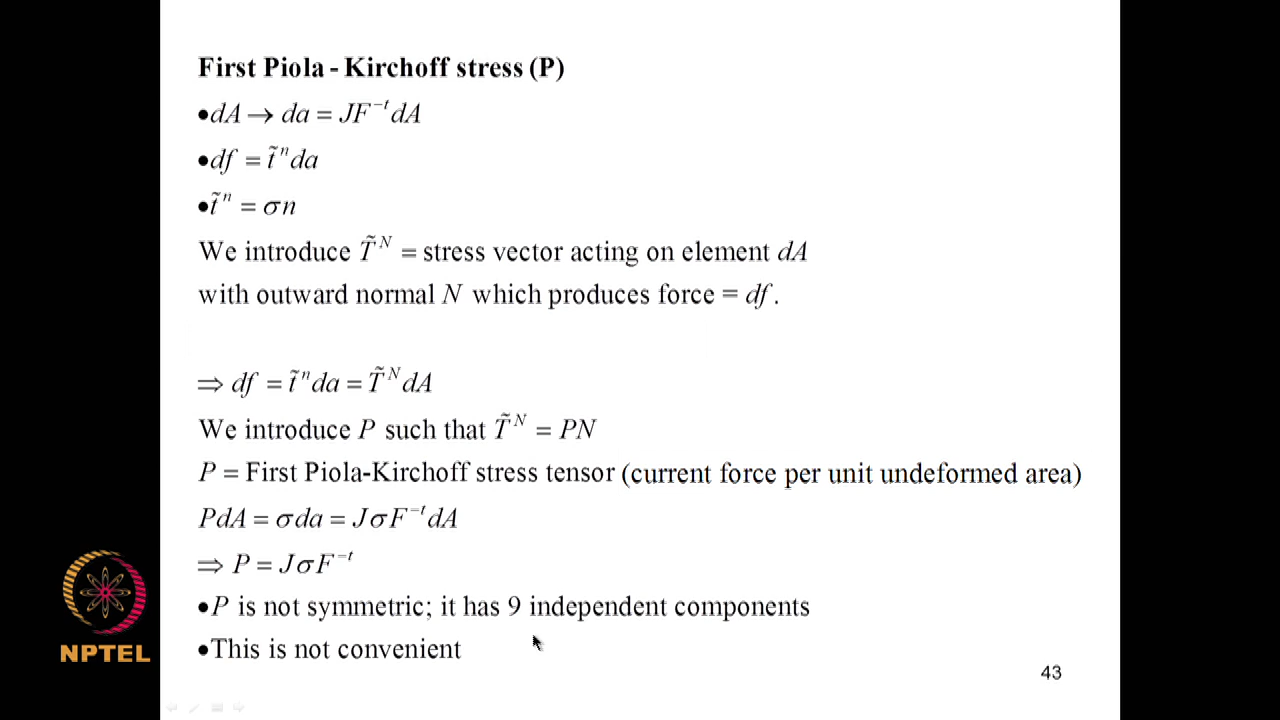 First Piola - Kirchoff stress (P)
•dA → da = JF⁻ᵗdA
•df = t̃ⁿda
•t̃ⁿ = σn
We introduce T̃ᴺ = stress vector acting on element dA
with outward normal N which produces force = df.
⇒ df = t̃ⁿda = T̃ᴺdA
We introduce P such that T̃ᴺ = PN
P = First Piola-Kirchoff stress tensor (current force per unit undeformed area)
PdA = σda = JσF⁻ᵗdA
⇒ P = JσF⁻ᵗ
•P is not symmetric; it has 9 independent components
•This is not convenient
NPTEL
43